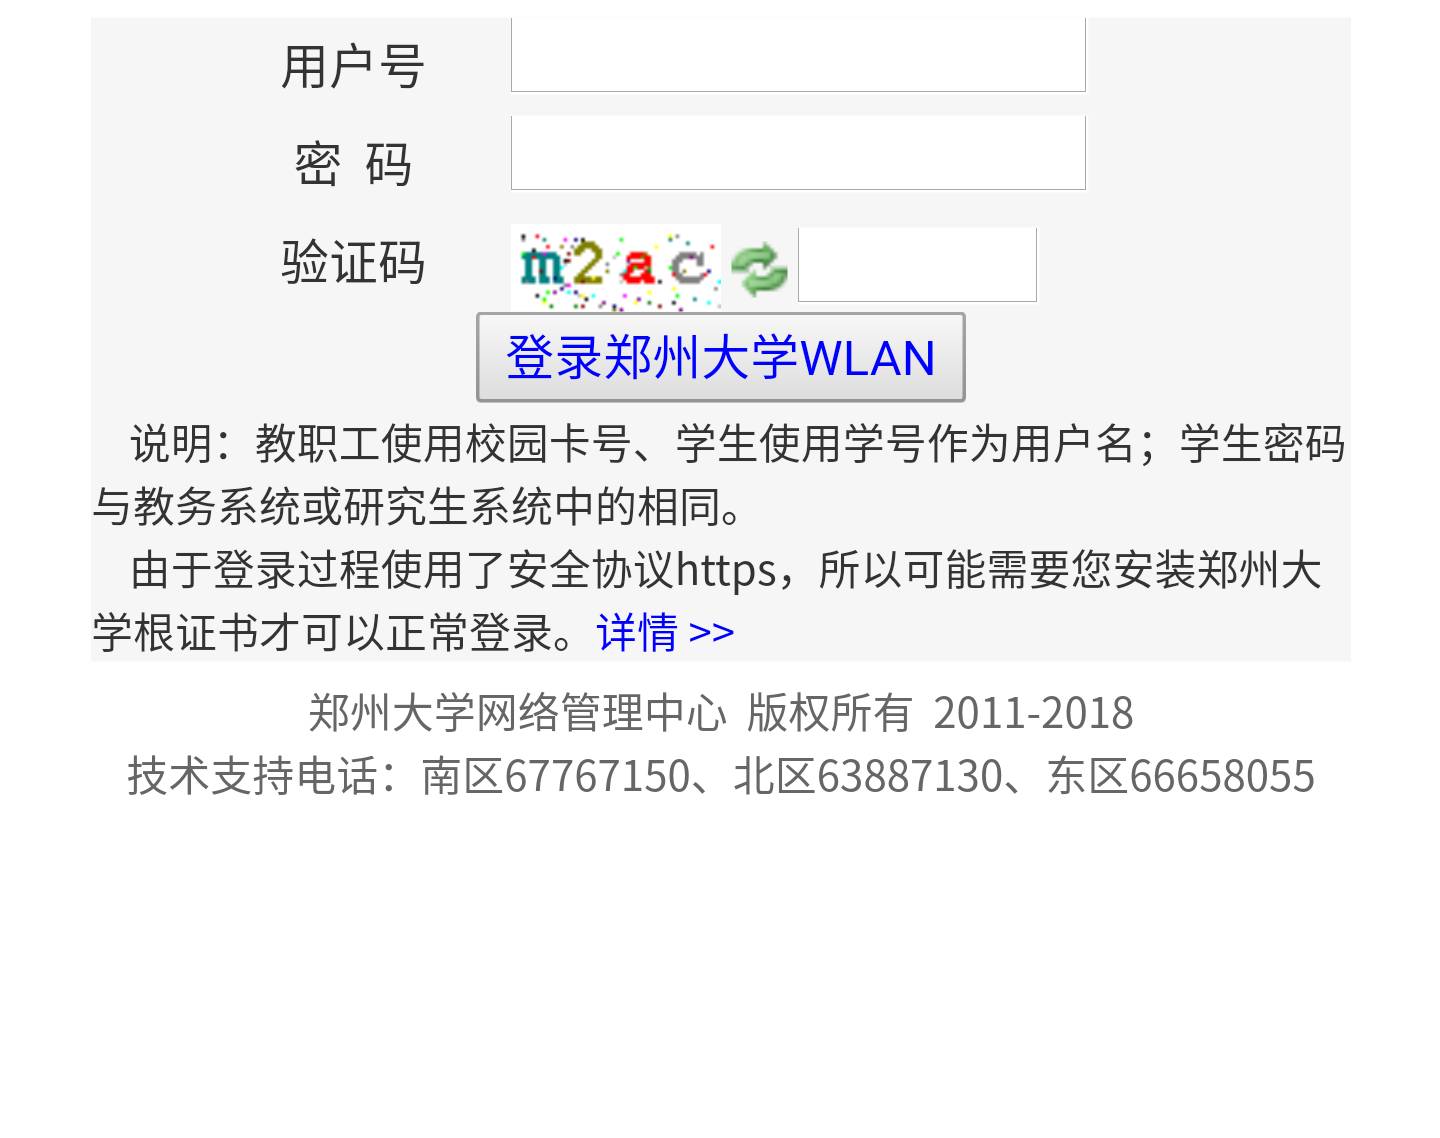 用户号
密 码
验证码 m2ac
登录郑州大学WLAN
说明：教职工使用校园卡号、学生使用学号作为用户名；学生密码
与教务系统或研究生系统中的相同。
由于登录过程使用了安全协议https，所以可能需要您安装郑州大
学根证书才可以正常登录。详情 >>
郑州大学网络管理中心 版权所有 2011-2018
技术支持电话：南区67767150、北区63887130、东区66658055